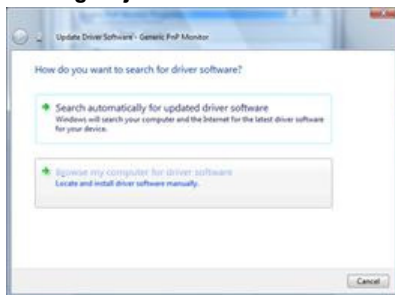 Update Driver Software - Generic PnP Monitor
How do you want to search for driver software?
Search automatically for updated driver software
Windows will search your computer and the Internet for the latest driver software
for your device.
Browse my computer for driver software
Locate and install driver software manually.
Cancel